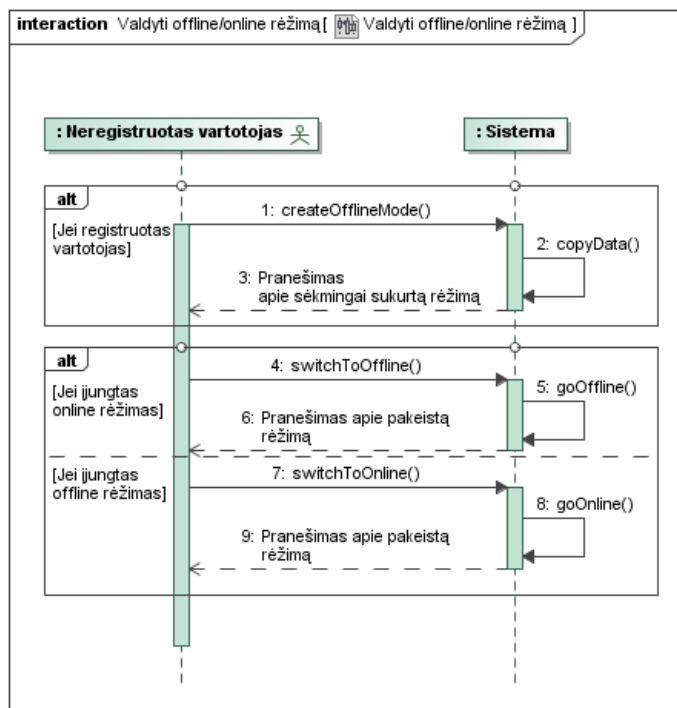 interaction Valdyti offline/online rėžimą[ Valdyti offline/online rėžimą ]
: Neregistruotas vartotojas
: Sistema
alt
[Jei registruotas
vartotojas]
1: createOfflineMode()
2: copyData()
3: Pranešimas
apie sėkmingai sukurtą rėžimą
alt
[Jei įjungtas
online rėžimas]
4: switchToOffline()
5: goOffline()
6: Pranešimas apie pakeistą
rėžimą
[Jei įjungtas
offline rėžimas]
7: switchToOnline()
8: goOnline()
9: Pranešimas apie pakeistą
rėžimą